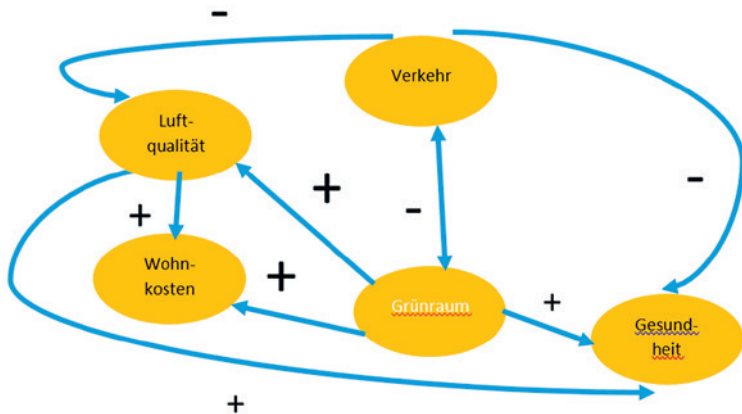 -
Verkehr
Luft-
qualität
+
-
+
-
Wohn-
kosten
+
Grünraum
+
Gesund-
heit
+